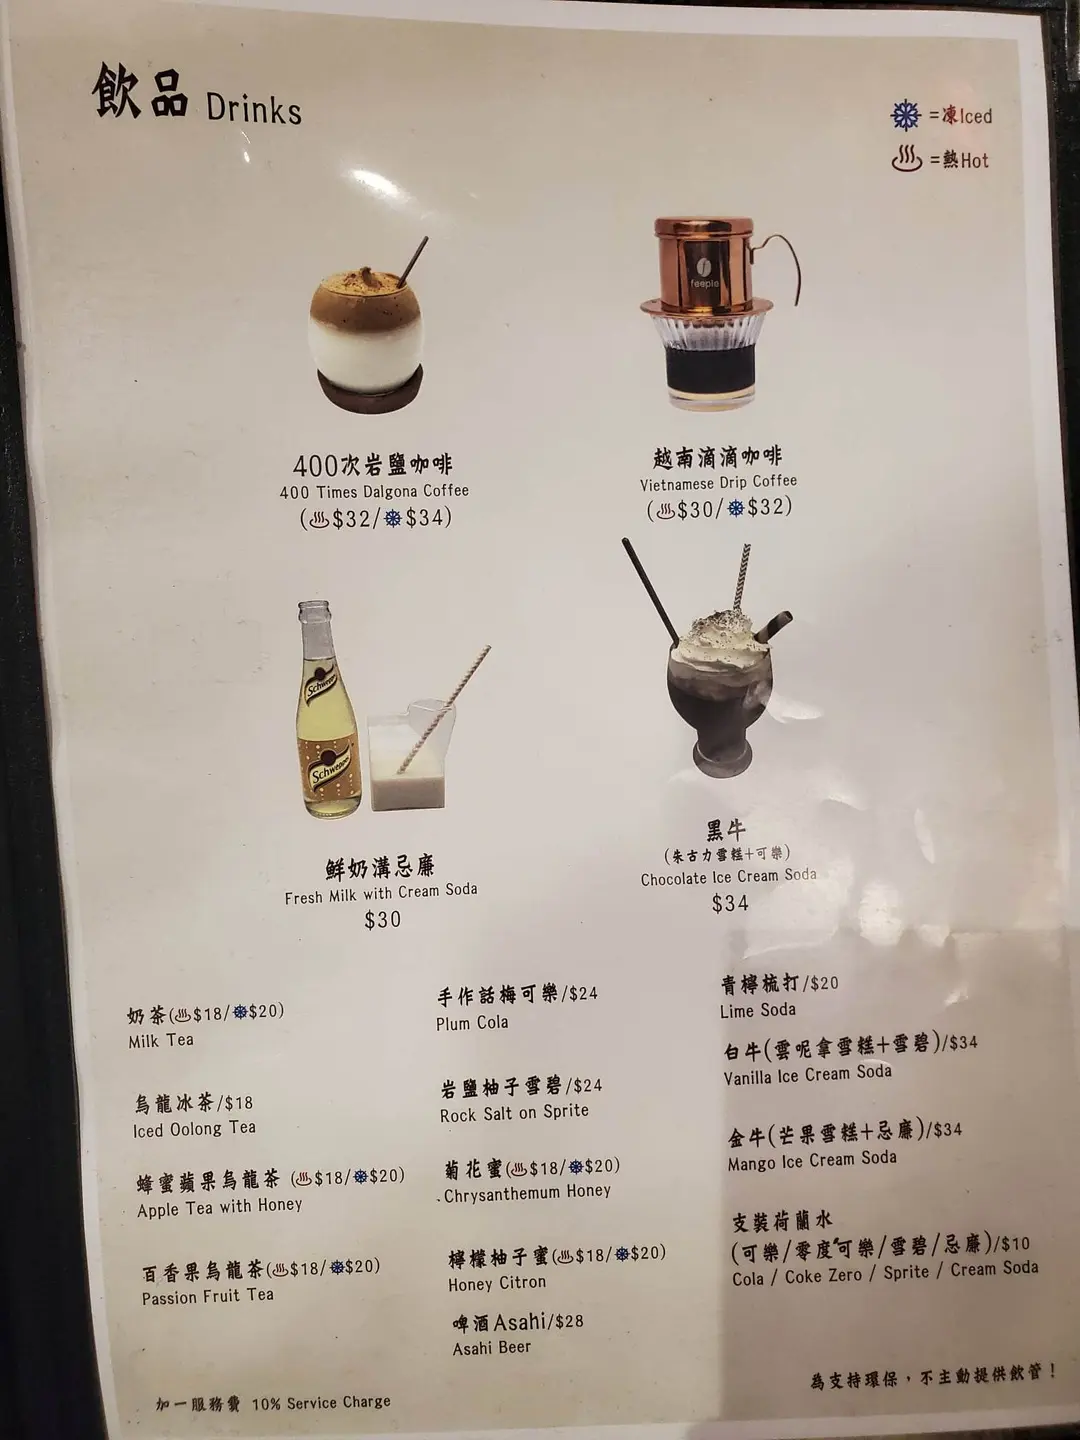 飲品 Drinks
=凍Iced
=熱Hot
feeple
400次岩鹽咖啡
400 Times Dalgona Coffee
($32/$34)
越南滴滴咖啡
Vietnamese Drip Coffee
($30/$32)
Schweppes
Schweppes
鮮奶溝忌廉
Fresh Milk with Cream Soda
$30
黑牛
(朱古力雪糕+可樂)
Chocolate Ice Cream Soda
$34
奶茶($18/$20)
Milk Tea
烏龍冰茶/$18
Iced Oolong Tea
蜂蜜蘋果烏龍茶 ($18/$20)
Apple Tea with Honey
百香果烏龍茶($18/$20)
Passion Fruit Tea
手作話梅可樂/$24
Plum Cola
岩鹽柚子雪碧/$24
Rock Salt on Sprite
菊花蜜($18/$20)
Chrysanthemum Honey
檸檬柚子蜜($18/$20)
Honey Citron
啤酒Asahi/$28
Asahi Beer
青檸梳打/$20
Lime Soda
白牛(雲呢拿雪糕+雪碧)/$34
Vanilla Ice Cream Soda
金牛(芒果雪糕+忌廉)/$34
Mango Ice Cream Soda
支裝荷蘭水
(可樂/零度可樂/雪碧/忌廉)/$10
Cola / Coke Zero / Sprite / Cream Soda
加一服務費 10% Service Charge
為支持環保，不主動提供飲管！